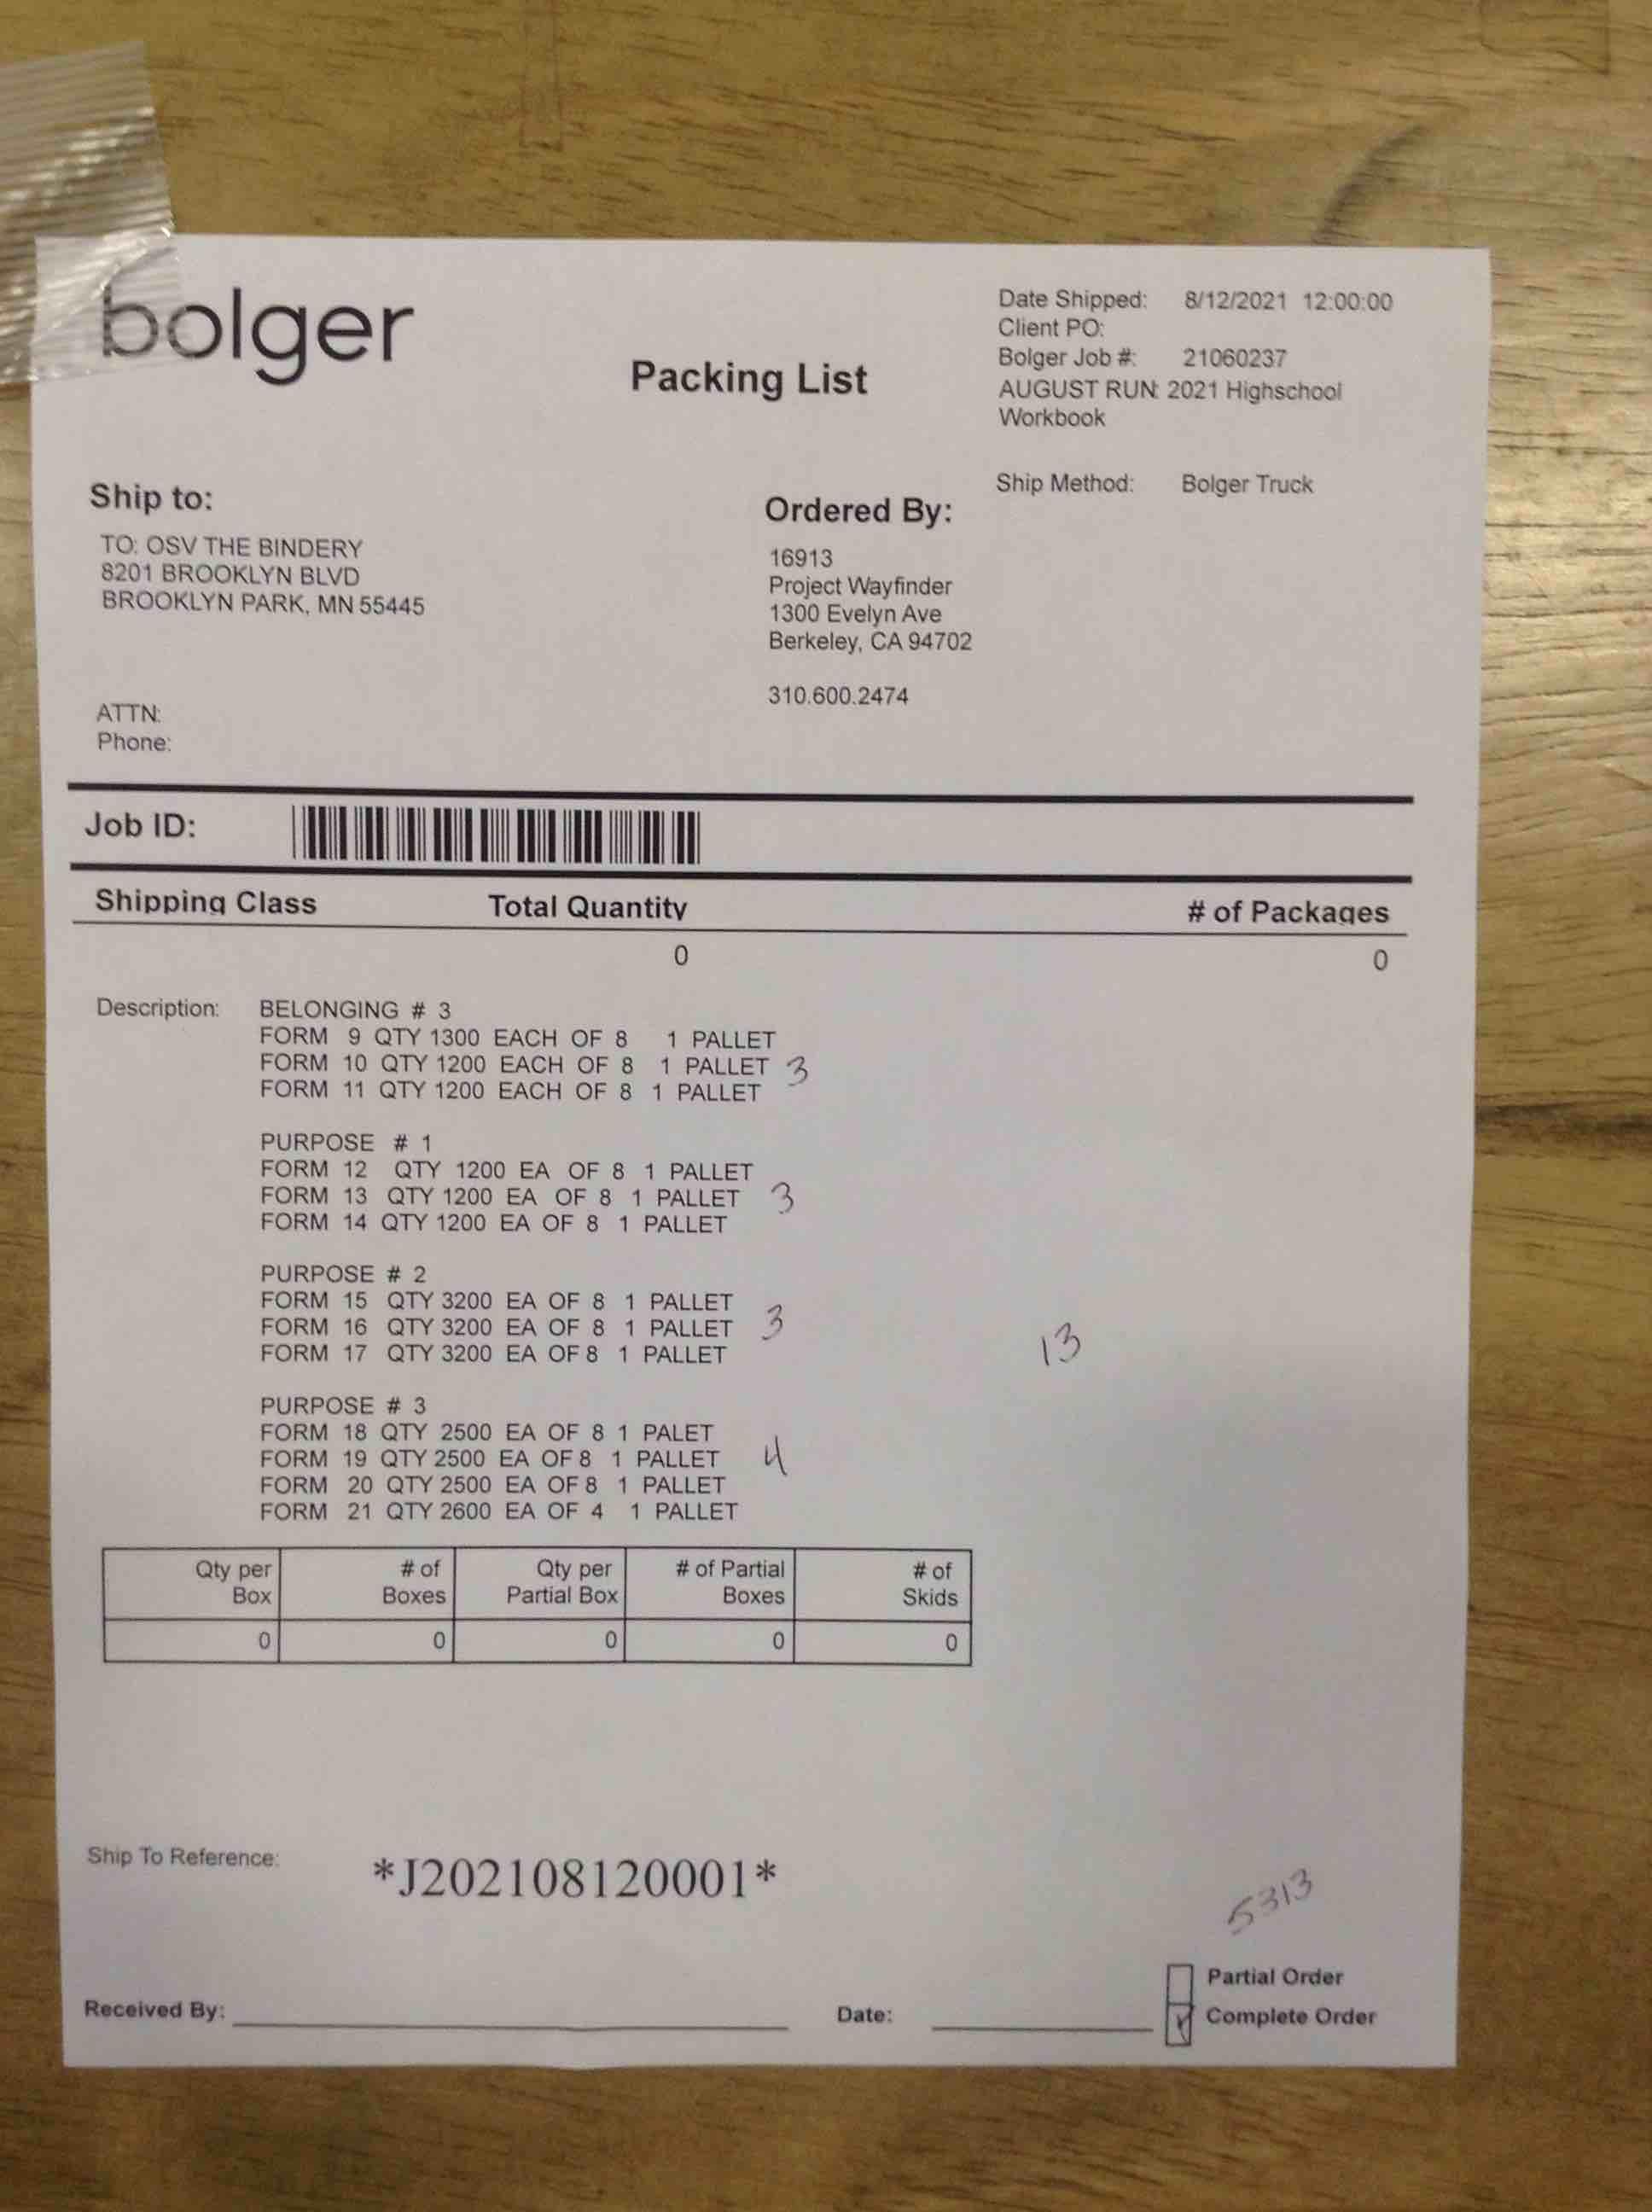 bolger
Packing List
Date Shipped: 8/12/2021 12:00:00
Client PO:
Bolger Job #: 21060237
AUGUST RUN: 2021 Highschool
Workbook
Ship Method: Bolger Truck
Ship to:
TO: OSV THE BINDERY
8201 BROOKLYN BLVD
BROOKLYN PARK, MN 55445
ATTN:
Phone:
Ordered By:
16913
Project Wayfinder
1300 Evelyn Ave
Berkeley, CA 94702
310.600.2474
Job ID:
Shipping Class Total Quantity # of Packages
0 0
Description: BELONGING # 3
FORM 9 QTY 1300 EACH OF 8 1 PALLET
FORM 10 QTY 1200 EACH OF 8 1 PALLET 3
FORM 11 QTY 1200 EACH OF 8 1 PALLET
PURPOSE # 1
FORM 12 QTY 1200 EA OF 8 1 PALLET
FORM 13 QTY 1200 EA OF 8 1 PALLET 3
FORM 14 QTY 1200 EA OF 8 1 PALLET
PURPOSE # 2
FORM 15 QTY 3200 EA OF 8 1 PALLET
FORM 16 QTY 3200 EA OF 8 1 PALLET 3
FORM 17 QTY 3200 EA OF 8 1 PALLET
13
PURPOSE # 3
FORM 18 QTY 2500 EA OF 8 1 PALET
FORM 19 QTY 2500 EA OF 8 1 PALLET 4
FORM 20 QTY 2500 EA OF 8 1 PALLET
FORM 21 QTY 2600 EA OF 4 1 PALLET
Qty per Box # of Boxes Qty per Partial Box # of Partial Boxes # of Skids
0 0 0 0 0
Ship To Reference: *J202108120001*
5313
Partial Order
Received By: Date: Complete Order